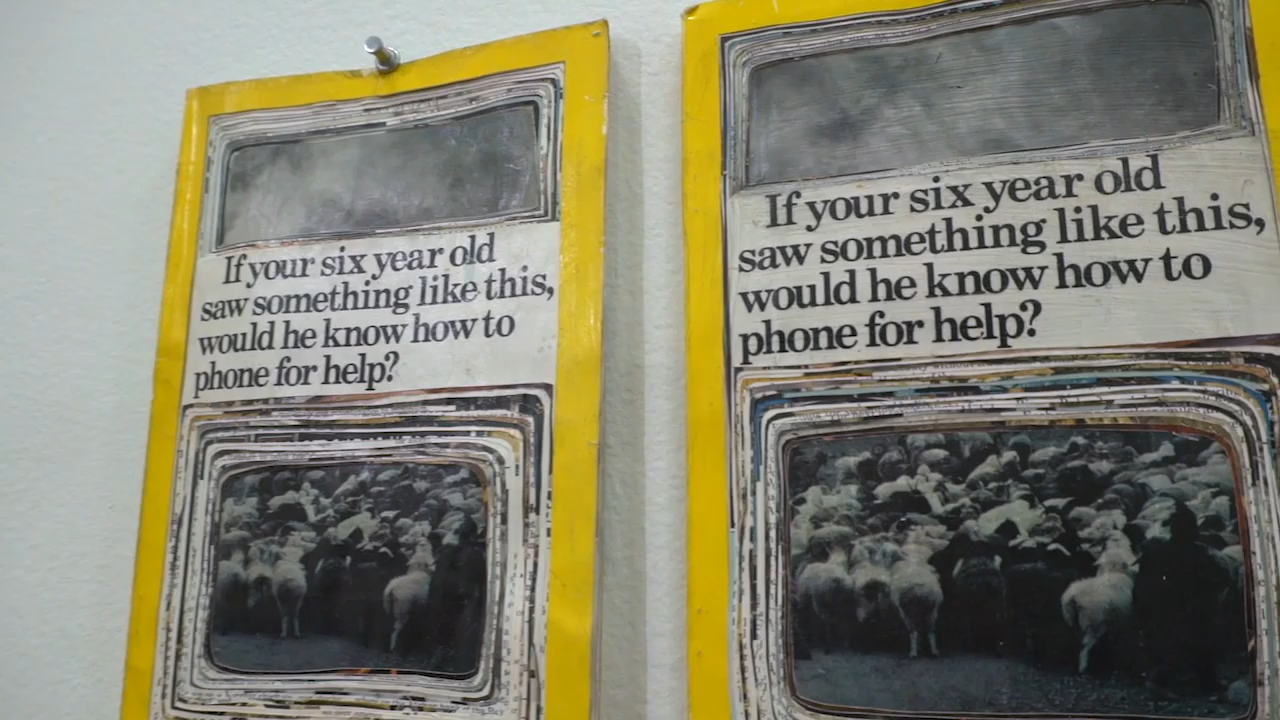 If your six year old
saw something like this,
would he know how to
phone for help?
If your six year old
saw something like this,
would he know how to
phone for help?